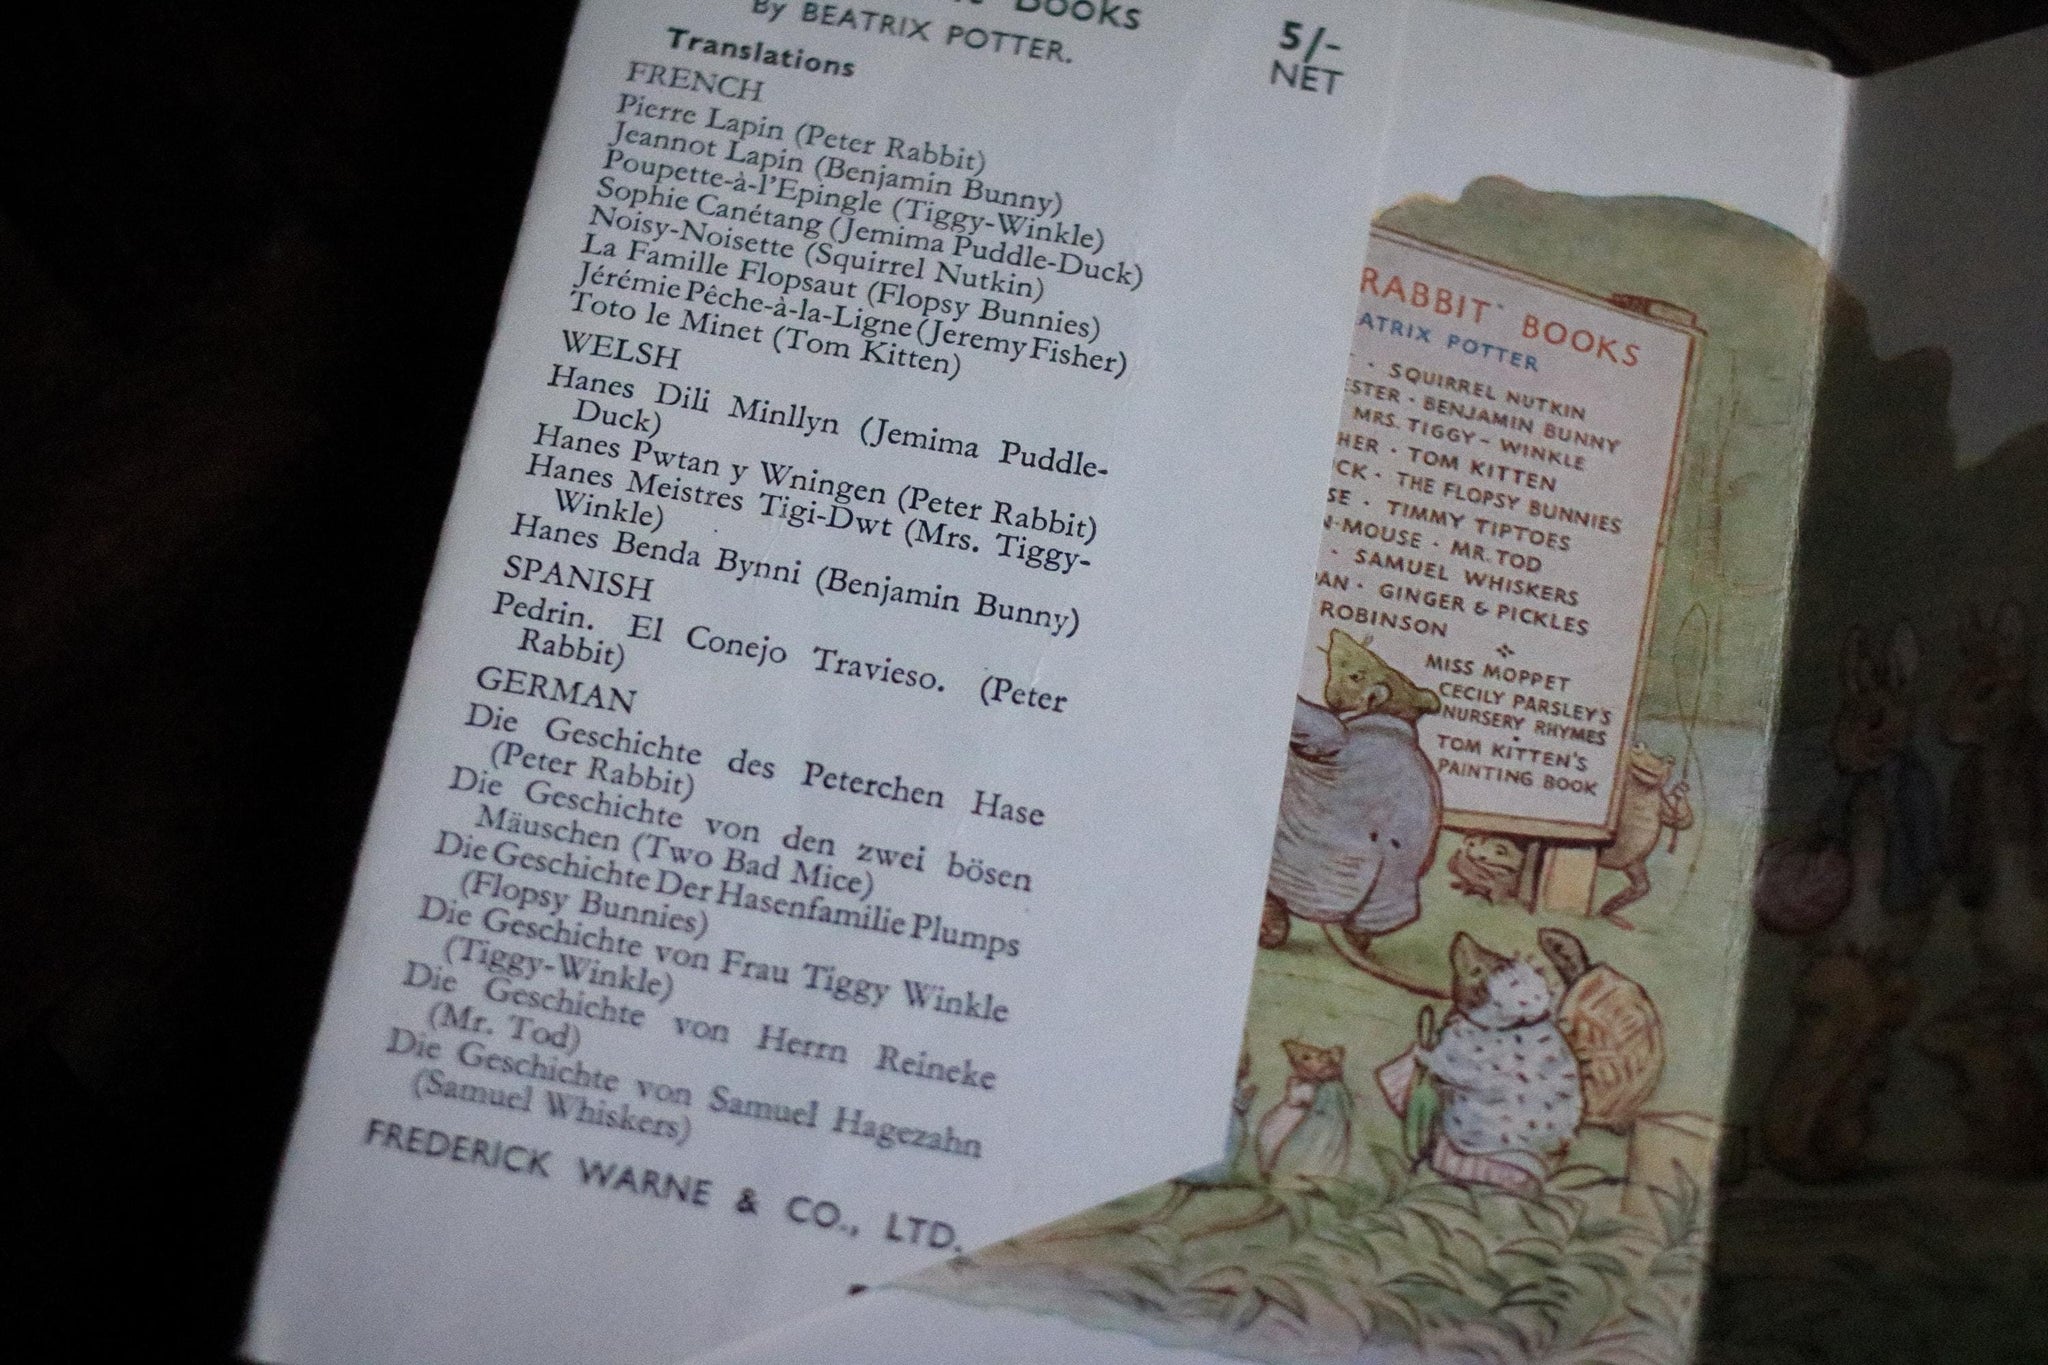 Books
By BEATRIX POTTER.
Translations
FRENCH
Pierre Lapin (Peter Rabbit)
Jeannot Lapin (Benjamin Bunny)
Poupette-à-l'Epingle (Tiggy-Winkle)
Sophie Canétang (Jemima Puddle-Duck)
Noisy-Noisette (Squirrel Nutkin)
La Famille Flopsaut (Flopsy Bunnies)
Jérémie Pêche-à-la-Ligne (Jeremy Fisher)
Toto le Minet (Tom Kitten)
WELSH
Hanes Dili Minllyn (Jemima Puddle-
Duck)
Hanes Pwtan y Wningen (Peter Rabbit)
Hanes Meistres Tigi-Dwt (Mrs. Tiggy-
Winkle)
Hanes Benda Bynni (Benjamin Bunny)
SPANISH
Pedrin. El Conejo Travieso. (Peter
Rabbit)
GERMAN
Die Geschichte des Peterchen Hase
(Peter Rabbit)
Die Geschichte von den zwei bösen
Mäuschen (Two Bad Mice)
Die Geschichte Der Hasenfamilie Plumps
(Flopsy Bunnies)
Die Geschichte von Frau Tiggy Winkle
(Tiggy-Winkle)
Die Geschichte von Herrn Reineke
(Mr. Tod)
Die Geschichte von Samuel Hagezahn
(Samuel Whiskers)
FREDERICK WARNE & CO., LTD.
5/-
NET
RABBIT BOOKS
ATRIX POTTER
· SQUIRREL NUTKIN
ESTER · BENJAMIN BUNNY
MRS. TIGGY-WINKLE
HER · TOM KITTEN
CK · THE FLOPSY BUNNIES
SE · TIMMY TIPTOES
N-MOUSE · MR. TOD
· SAMUEL WHISKERS
AN · GINGER & PICKLES
ROBINSON
MISS MOPPET
CECILY PARSLEY'S
NURSERY RHYMES
TOM KITTEN'S
PAINTING BOOK